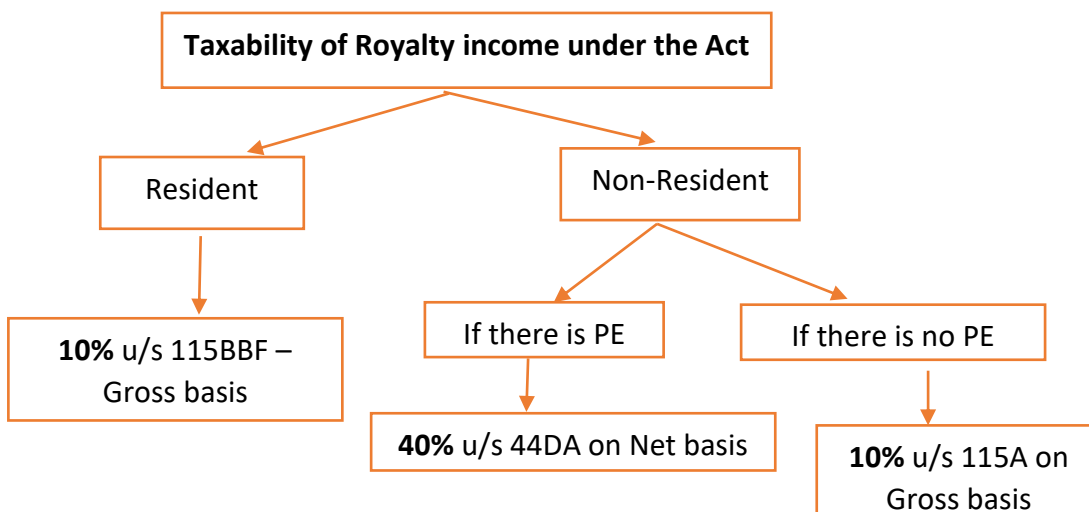 Taxability of Royalty income under the Act
Resident
Non-Resident
10% u/s 115BBF –
Gross basis
If there is PE
If there is no PE
40% u/s 44DA on Net basis
10% u/s 115A on
Gross basis